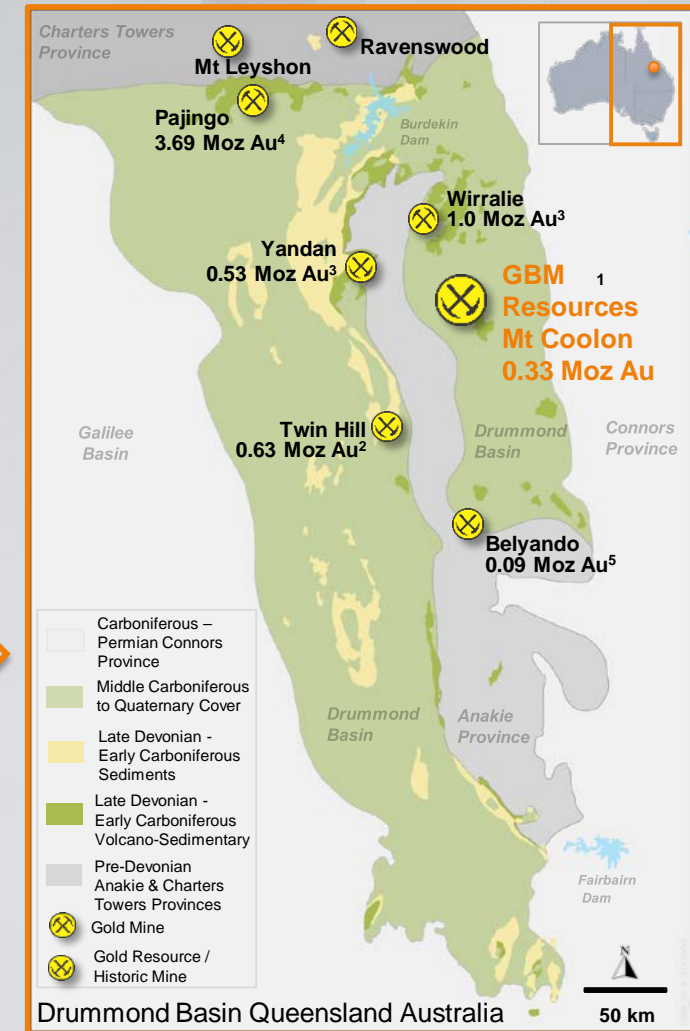 Charters Towers
Province
Mt Leyshon
Ravenswood
Pajingo
3.69 Moz Au⁴
Burdekin
Dam
Wirralie
1.0 Moz Au³
Yandan
0.53 Moz Au³
GBM 1
Resources
Mt Coolon
0.33 Moz Au
Galilee
Basin
Twin Hill
0.63 Moz Au²
Drummond
Basin
Connors
Province
Belyando
0.09 Moz Au⁵
Carboniferous –
Permian Connors
Province
Middle Carboniferous
to Quaternary Cover
Late Devonian -
Early Carboniferous
Sediments
Late Devonian -
Early Carboniferous
Volcano-Sedimentary
Pre-Devonian
Anakie & Charters
Towers Provinces
Gold Mine
Gold Resource /
Historic Mine
Drummond
Basin
Anakie
Province
Fairbairn
Dam
N
50 km
Drummond Basin Queensland Australia